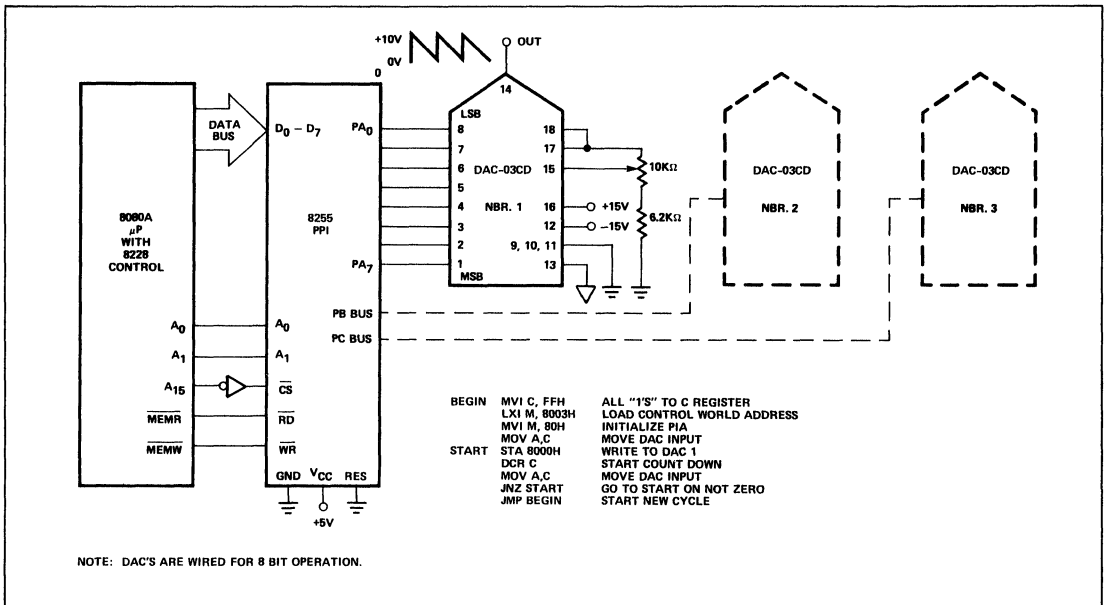 +10V
0V
0
OUT
14
DATA
BUS
D0 – D7
PA0
LSB
8
7
6
5
4
3
2
1
MSB
18
17
15
16
12
9, 10, 11
13
DAC-03CD
NBR. 1
10KΩ
6.2KΩ
+15V
–15V
DAC-03CD
NBR. 2
DAC-03CD
NBR. 3
8080A
μP
WITH
8228
CONTROL
8255
PPI
PA7
PB BUS
PC BUS
A0
A0
A1
A1
A15
CS
MEMR
RD
MEMW
WR
GND VCC RES
+5V
BEGIN MVI C, FFH ALL "1'S" TO C REGISTER
LXI M, 8003H LOAD CONTROL WORLD ADDRESS
MVI M, 80H INITIALIZE PIA
MOV A,C MOVE DAC INPUT
START STA 8000H WRITE TO DAC 1
DCR C START COUNT DOWN
MOV A,C MOVE DAC INPUT
JNZ START GO TO START ON NOT ZERO
JMP BEGIN START NEW CYCLE
NOTE: DAC'S ARE WIRED FOR 8 BIT OPERATION.